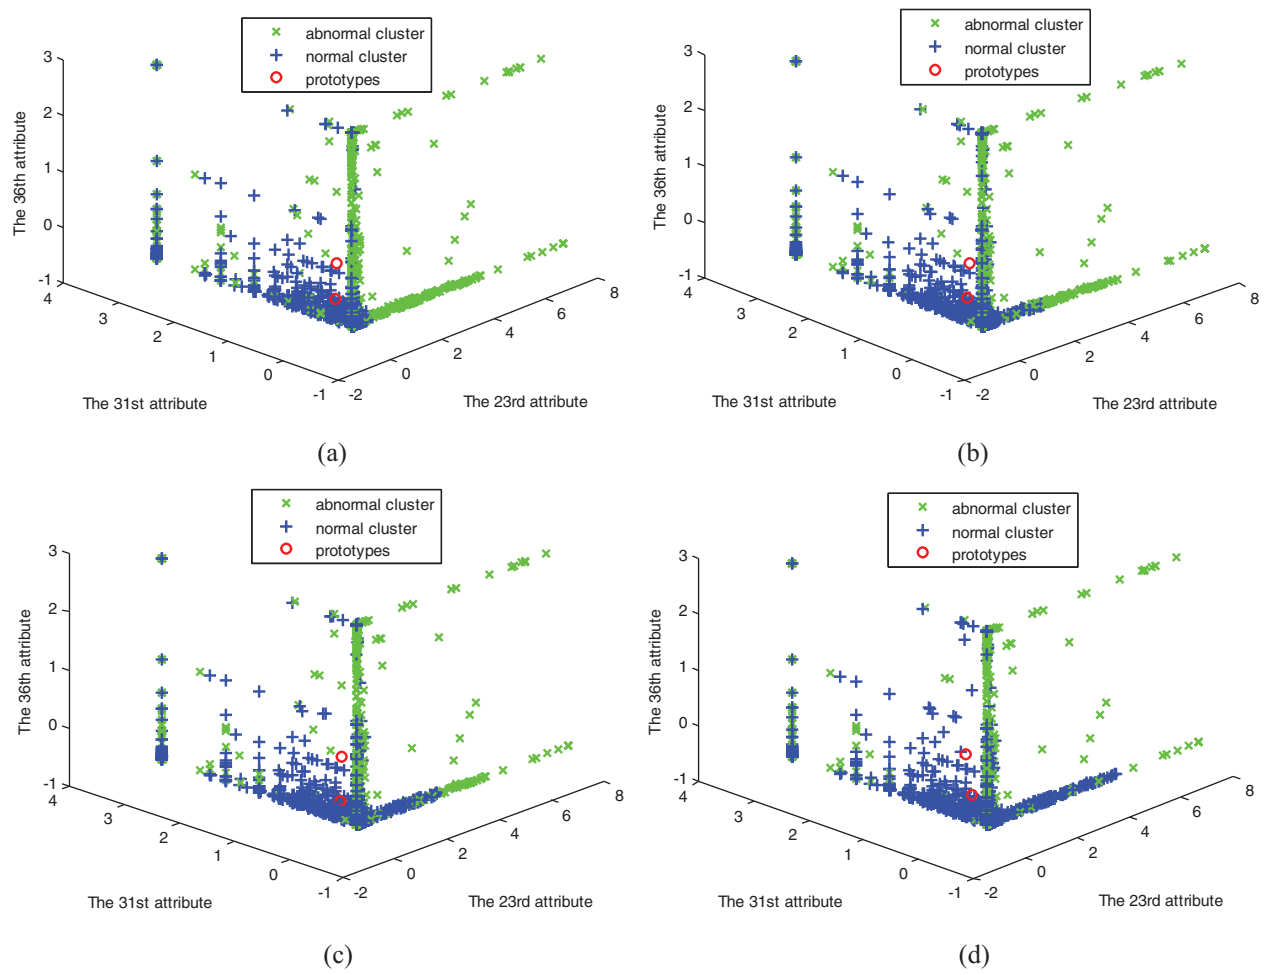 abnormal cluster
normal cluster
prototypes
3
2
1
0
-1
The 36th attribute
4
3
2
1
0
-1
The 31st attribute
-2
0
2
4
6
8
The 23rd attribute
(a)
abnormal cluster
normal cluster
prototypes
3
2
1
0
-1
The 36th attribute
4
3
2
1
0
-1
The 31st attribute
-2
0
2
4
6
8
The 23rd attribute
(b)
abnormal cluster
normal cluster
prototypes
3
2
1
0
-1
The 36th attribute
4
3
2
1
0
-1
The 31st attribute
-2
0
2
4
6
8
The 23rd attribute
(c)
abnormal cluster
normal cluster
prototypes
3
2
1
0
-1
The 36th attribute
4
3
2
1
0
-1
The 31st attribute
-2
0
2
4
6
8
The 23rd attribute
(d)